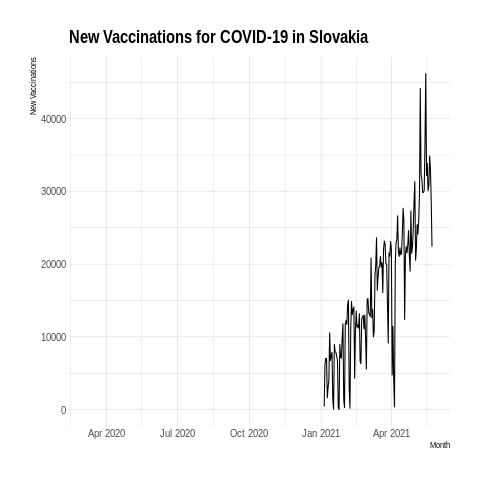 New Vaccinations for COVID-19 in Slovakia
New Vaccinations
40000
30000
20000
10000
0
Apr 2020 Jul 2020 Oct 2020 Jan 2021 Apr 2021
Month